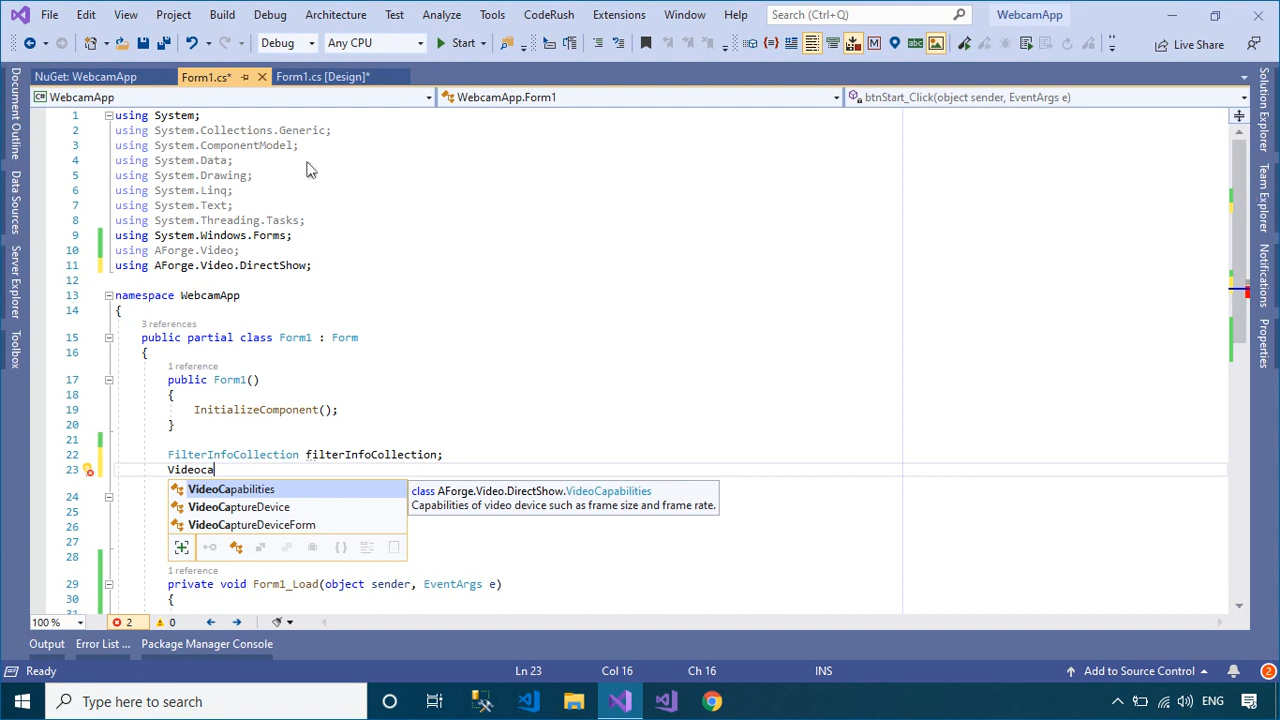 File Edit View Project Build Debug Architecture Test Analyze Tools CodeRush Extensions Window Help Search (Ctrl+Q) WebcamApp
Debug Any CPU Start Live Share
NuGet: WebcamApp Form1.cs* Form1.cs [Design]*
WebcamApp WebcamApp.Form1 btnStart_Click(object sender, EventArgs e)
Document Outline
Data Sources
Server Explorer
Toolbox
1 using System;
2 using System.Collections.Generic;
3 using System.ComponentModel;
4 using System.Data;
5 using System.Drawing;
6 using System.Linq;
7 using System.Text;
8 using System.Threading.Tasks;
9 using System.Windows.Forms;
10 using AForge.Video;
11 using AForge.Video.DirectShow;
12
13 namespace WebcamApp
14 {
3 references
15 public partial class Form1 : Form
16 {
1 reference
17 public Form1()
18 {
19 InitializeComponent();
20 }
21
22 FilterInfoCollection filterInfoCollection;
23 Videoca
VideoCapabilities
VideoCaptureDevice
VideoCaptureDeviceForm
class AForge.Video.DirectShow.VideoCapabilities
Capabilities of video device such as frame size and frame rate.
24
25
26
27
28
1 reference
29 private void Form1_Load(object sender, EventArgs e)
30 {
Solution Explorer
Team Explorer
Notifications
Properties
100 % 2 0
Output Error List ... Package Manager Console
Ready Ln 23 Col 16 Ch 16 INS Add to Source Control 2
Type here to search ENG